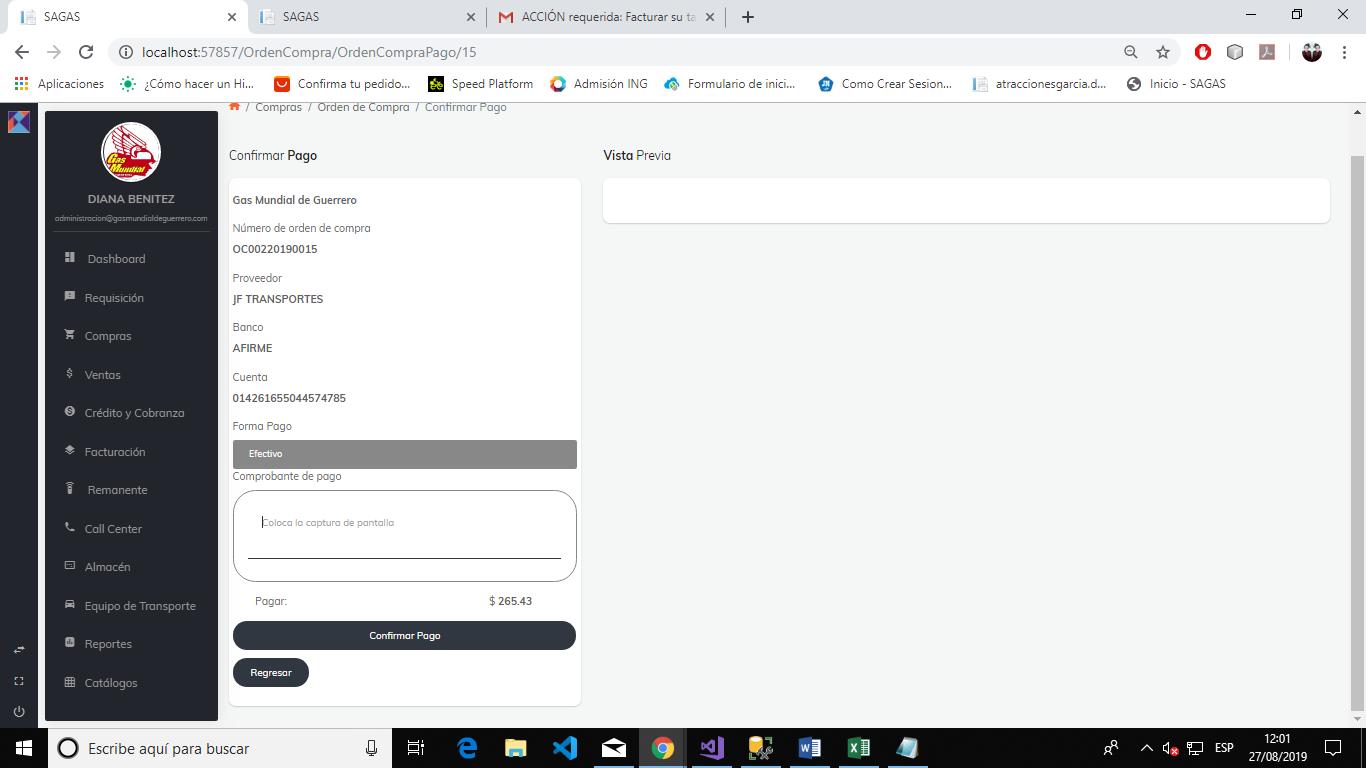 SAGAS
SAGAS
ACCIÓN requerida: Facturar su ta
localhost:57857/OrdenCompra/OrdenCompraPago/15
Aplicaciones
¿Cómo hacer un Hi...
Confirma tu pedido...
Speed Platform
Admisión ING
Formulario de inici...
Como Crear Sesion...
atraccionesgarcia.d...
Inicio - SAGAS
/ Compras / Orden de Compra / Confirmar Pago
Gas Mundial
DIANA BENITEZ
administracion@gasmundialdeguerrero.com
Dashboard
Requisición
Compras
Ventas
Crédito y Cobranza
Facturación
Remanente
Call Center
Almacén
Equipo de Transporte
Reportes
Catálogos
Confirmar Pago
Gas Mundial de Guerrero
Número de orden de compra
OC00220190015
Proveedor
JF TRANSPORTES
Banco
AFIRME
Cuenta
014261655044574785
Forma Pago
Efectivo
Comprobante de pago
Coloca la captura de pantalla
Pagar: $ 265.43
Confirmar Pago
Regresar
Vista Previa
Escribe aquí para buscar
ESP
12:01
27/08/2019